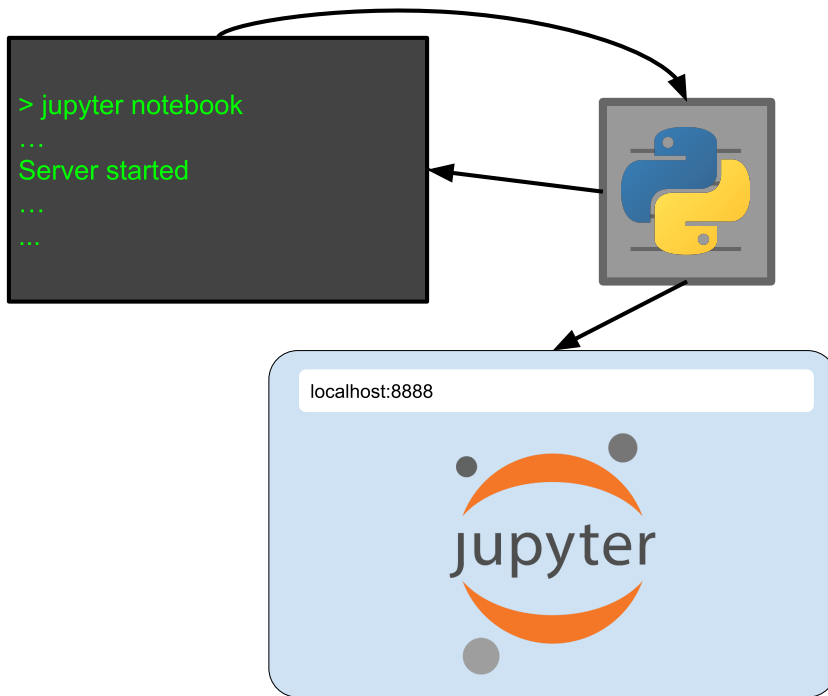 > jupyter notebook
…
Server started
…
...
localhost:8888
jupyter